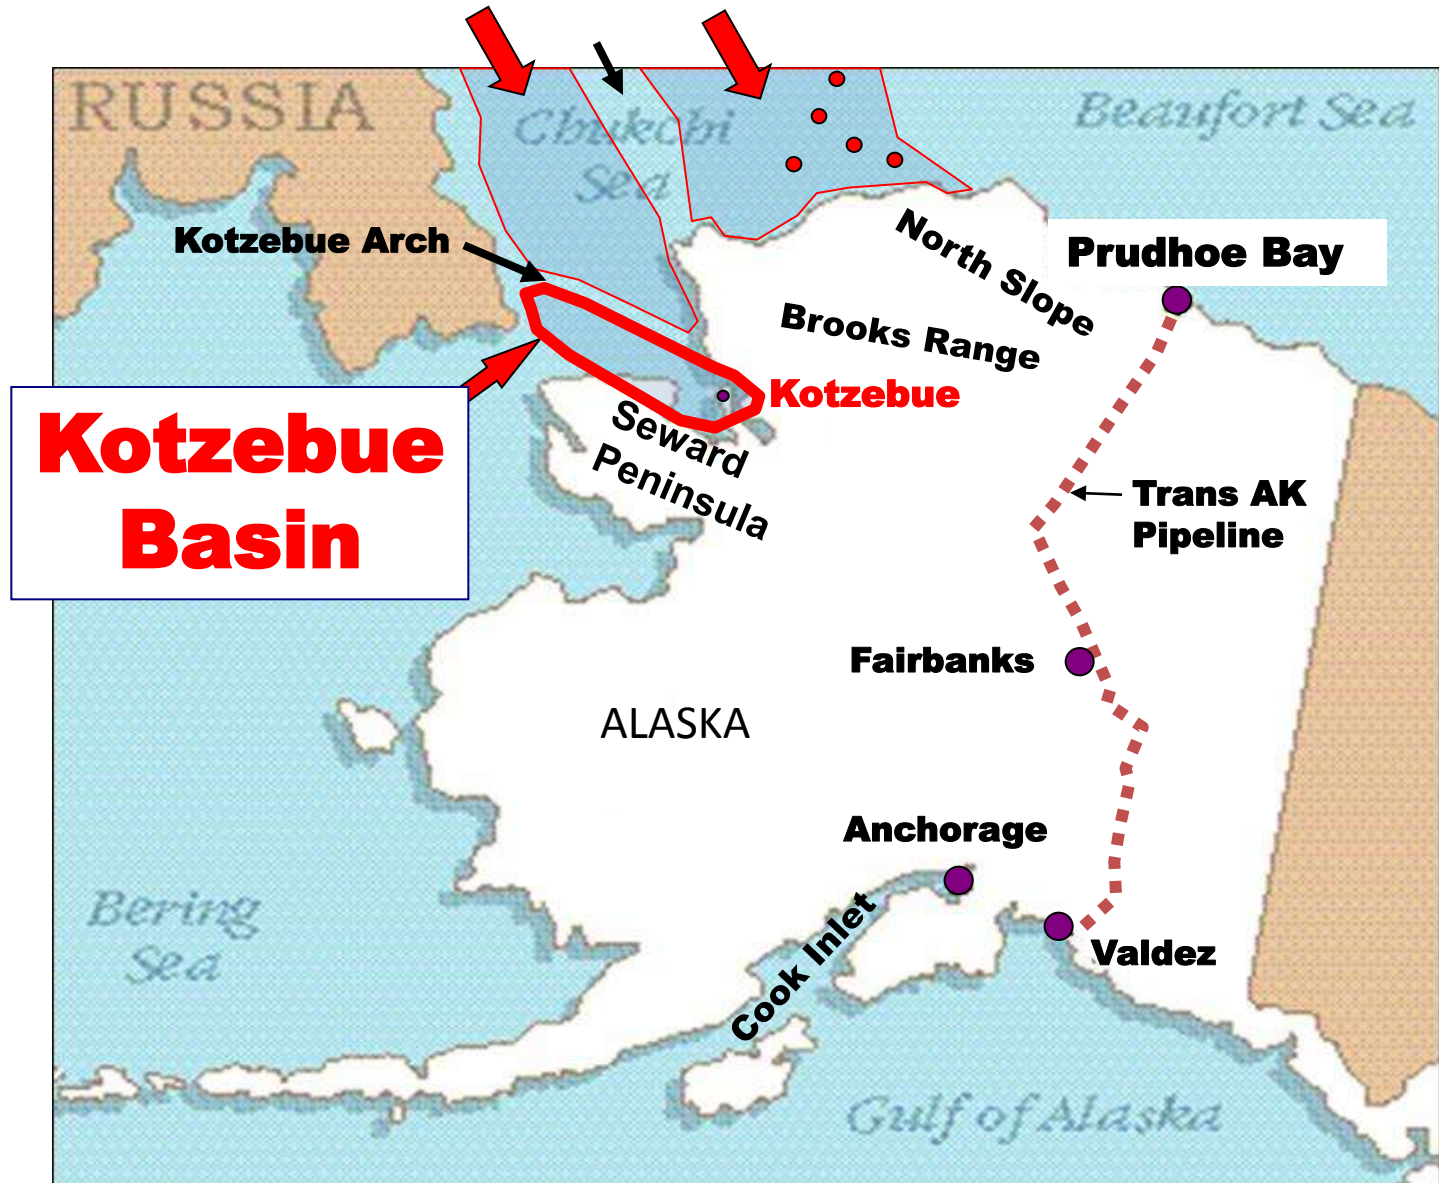 RUSSIA
Chukchi
Sea
Beaufort Sea
Kotzebue Arch
North Slope
Prudhoe Bay
Brooks Range
Kotzebue
Kotzebue
Basin
Seward
Peninsula
Trans AK
Pipeline
Fairbanks
ALASKA
Anchorage
Bering
Sea
Cook Inlet
Valdez
Gulf of Alaska